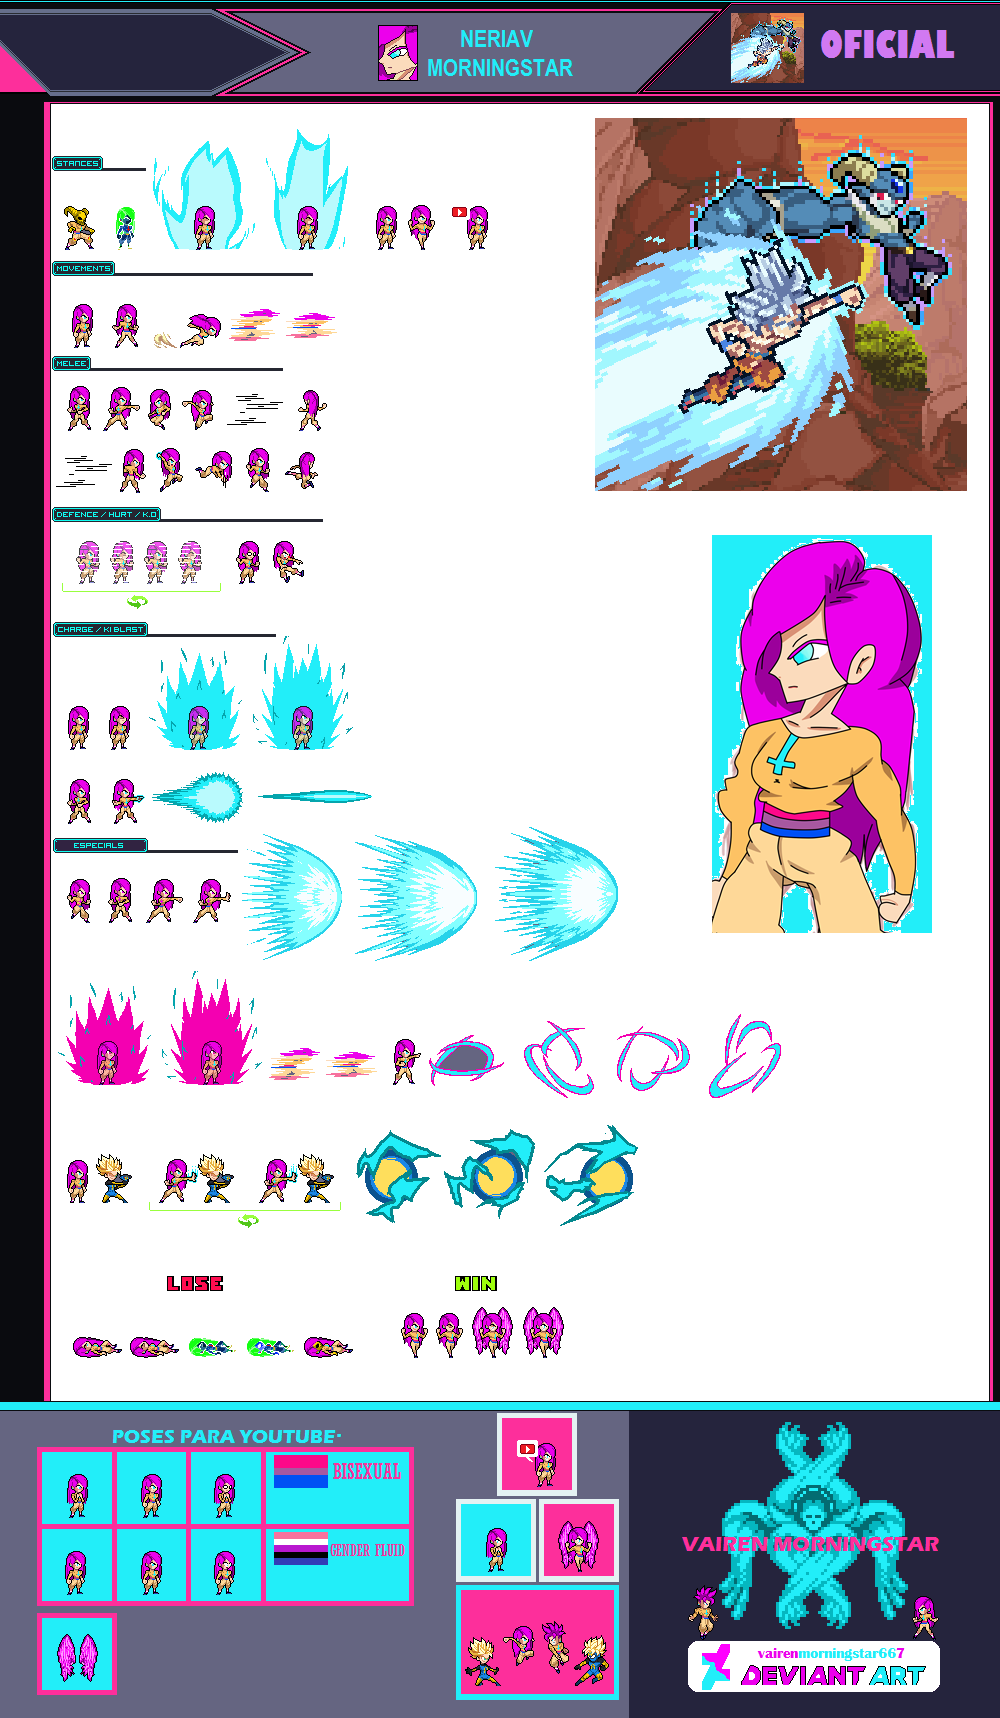 NERIAV
MORNINGSTAR
OFICIAL
STANCES
MOVEMENTS
MELEE
DEFENCE / HURT / K.O
CHARGE / KI BLAST
ESPECIALS
LOSE
WIN
POSES PARA YOUTUBE·
BISEXUAL
GENDER FLUID
VAIREN MORNINGSTAR
vairenmorningstar667
DEVIANT ART